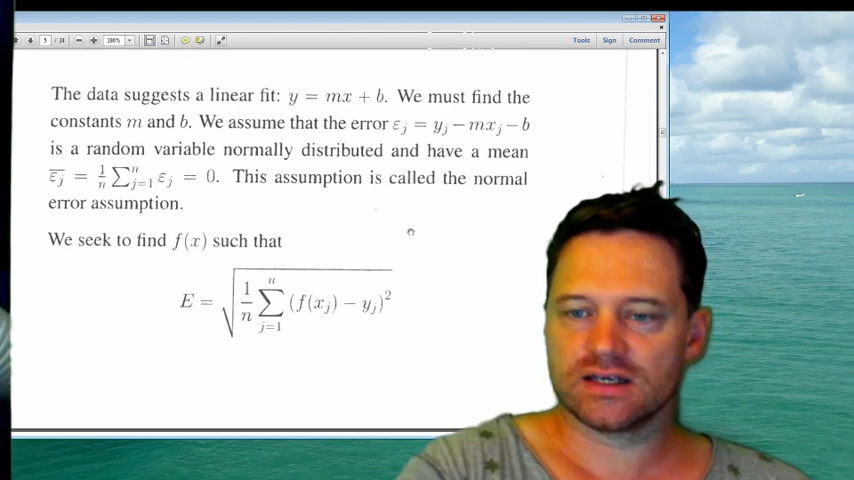 5 / 24
186%
Tools
Sign
Comment
The data suggests a linear fit: y = mx + b. We must find the
constants m and b. We assume that the error ε_j = y_j − mx_j − b
is a random variable normally distributed and have a mean
\overline{ε_j} = \frac{1}{n} \sum_{j=1}^{n} ε_j = 0. This assumption is called the normal
error assumption.
We seek to find f(x) such that
E = \sqrt{\frac{1}{n} \sum_{j=1}^{n} (f(x_j) − y_j)^2}